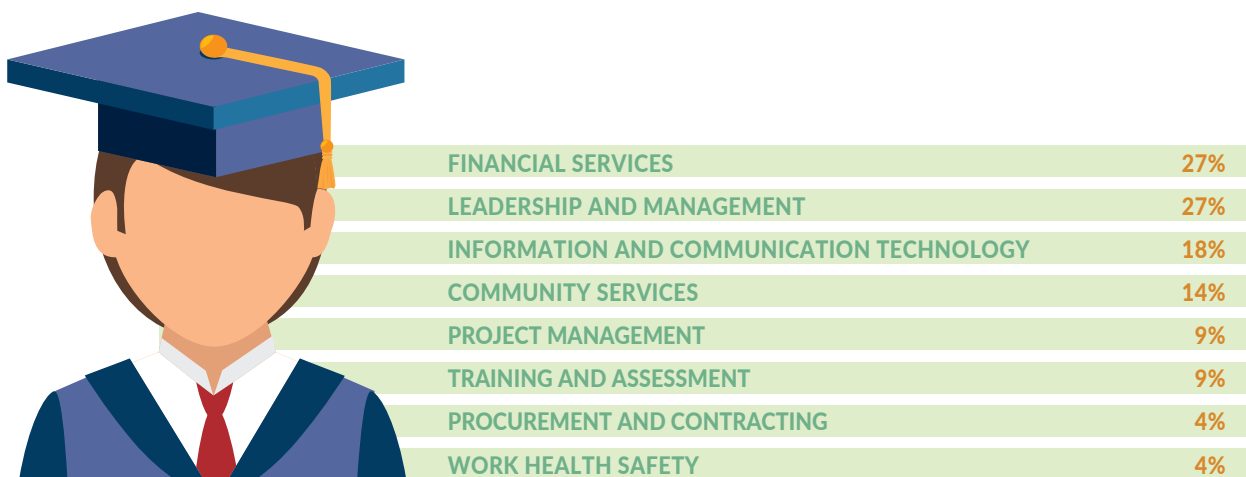 FINANCIAL SERVICES 27%
LEADERSHIP AND MANAGEMENT 27%
INFORMATION AND COMMUNICATION TECHNOLOGY 18%
COMMUNITY SERVICES 14%
PROJECT MANAGEMENT 9%
TRAINING AND ASSESSMENT 9%
PROCUREMENT AND CONTRACTING 4%
WORK HEALTH SAFETY 4%